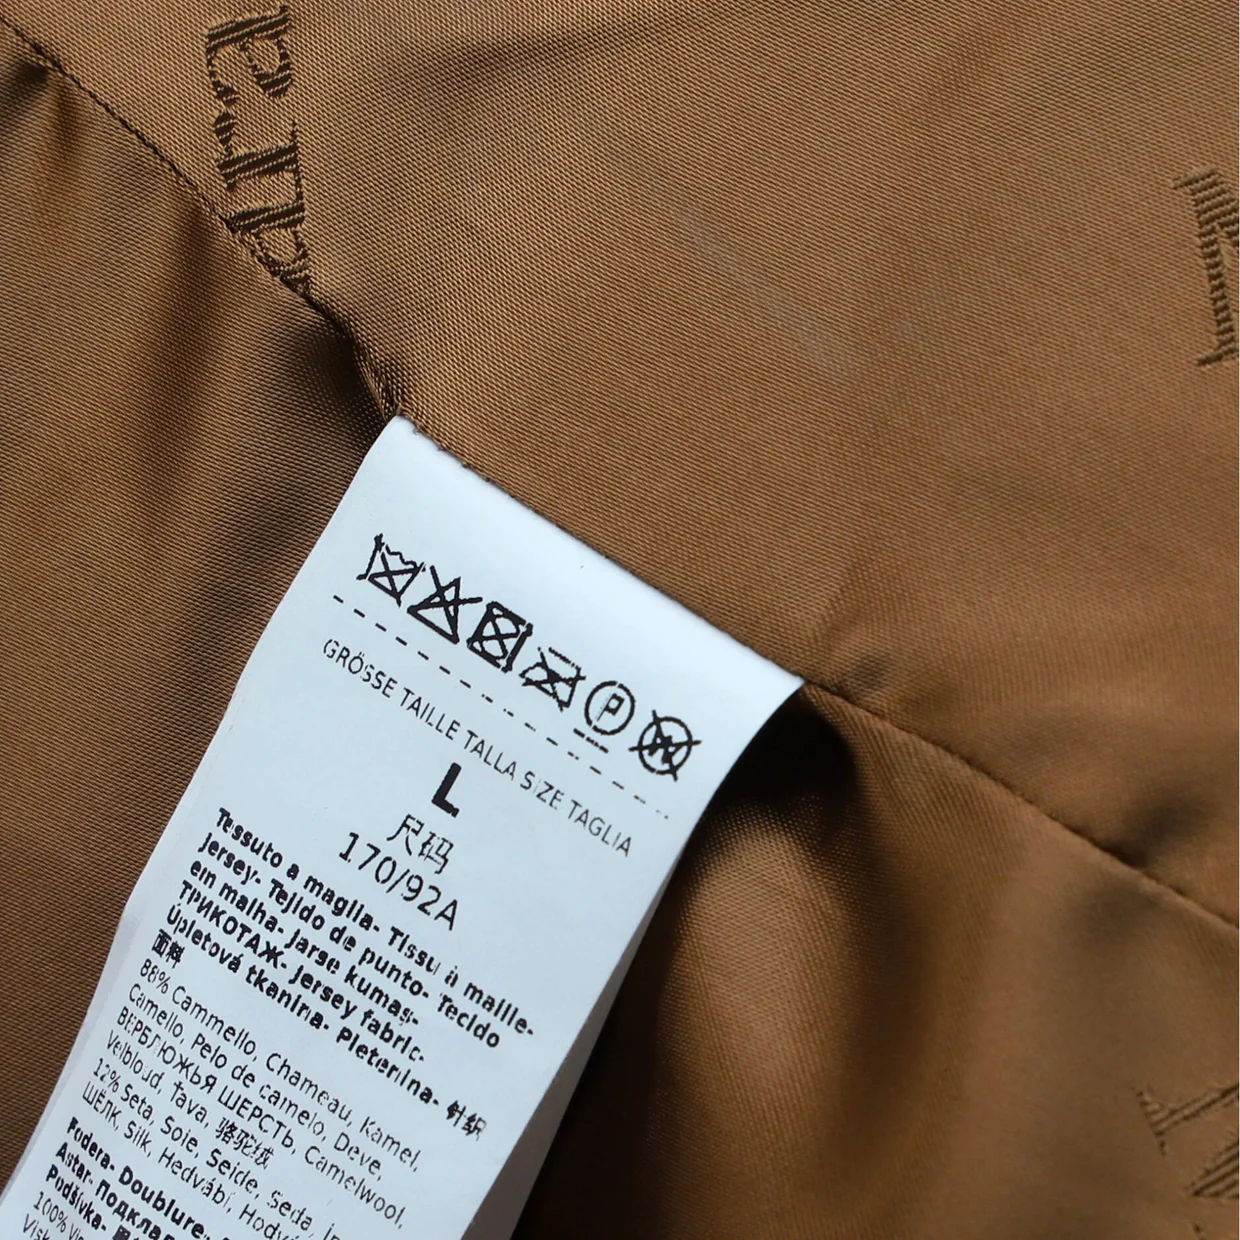 ara
M
GRÖSSE TAILLE TALLA SIZE TAGLIA
L
尺码
170/92A
Tessuto a maglia- Tissu à maille-
jersey- Tejido de punto- Tecido
em malha- Jarse kumaş-
ТРИКОТАЖ- Jersey fabric-
Úpletová tkanina- Pletenina- 针织
面料
88% Cammello, Chameau, Kamel,
Camello, Pelo de camelo, Deve,
ВЕРБЛЮЖЬЯ ШЕРСТЬ, Camelwool,
Velbloud, Tava, 骆驼绒
12% Seta, Soie, Seide, Seda,
ШЁЛК, Silk, Hedvábí,
Fodera- Doublure-
Astar-
Podšívka-
100%